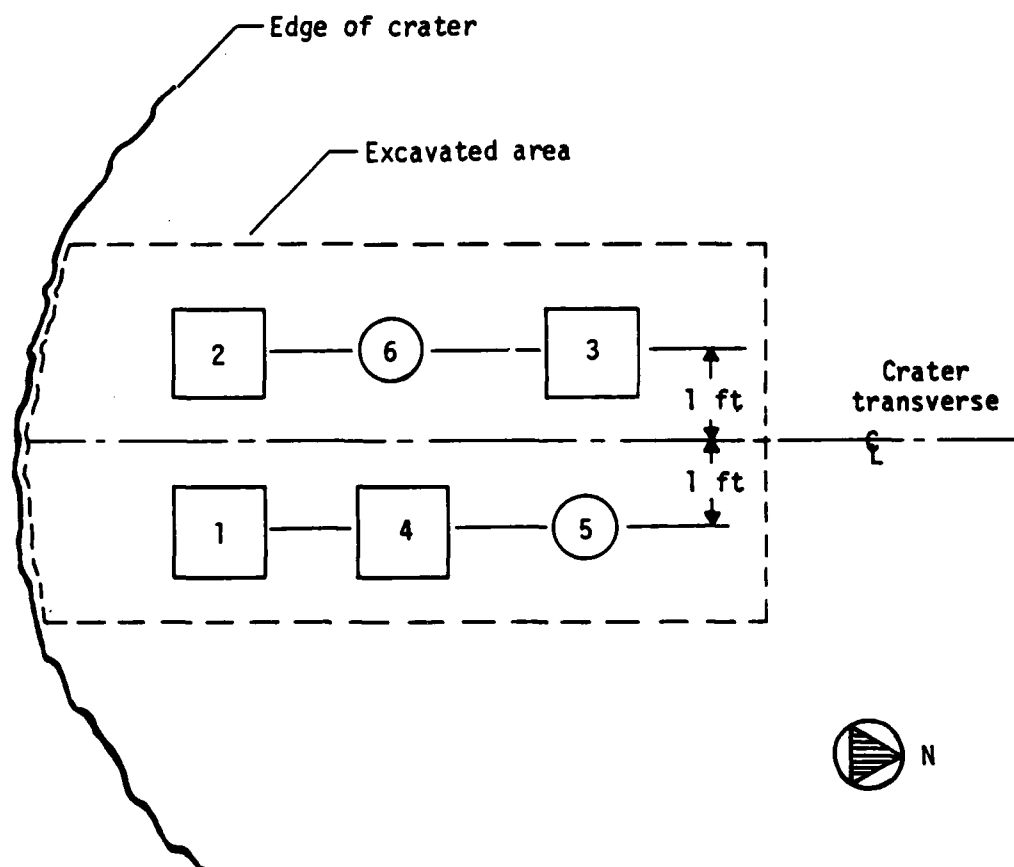 Edge of crater
Excavated area
2
6
3
1 ft
Crater
transverse
℄
1 ft
1
4
5
N